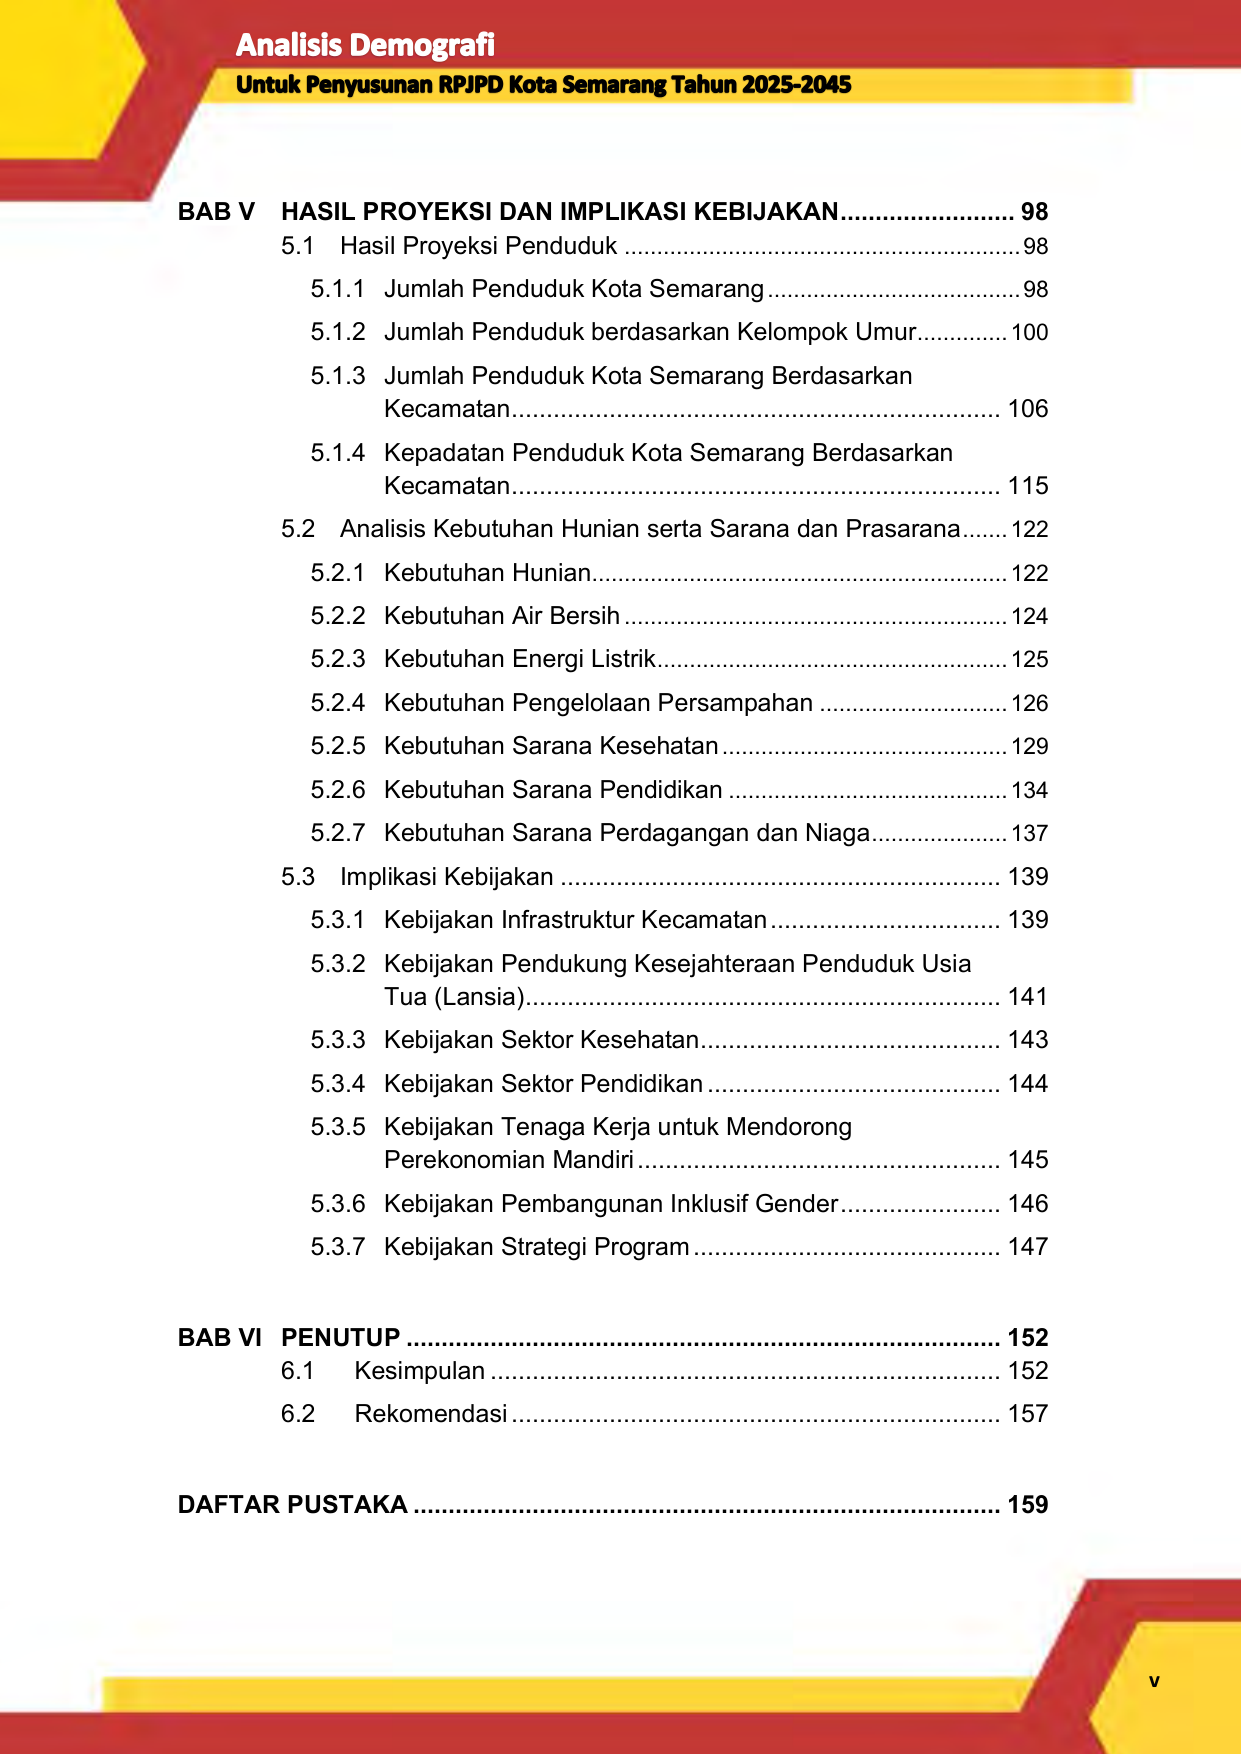 Analisis Demografi
Untuk Penyusunan RPJPD Kota Semarang Tahun 2025-2045
BAB V HASIL PROYEKSI DAN IMPLIKASI KEBIJAKAN......................... 98
5.1 Hasil Proyeksi Penduduk .............................................................98
5.1.1 Jumlah Penduduk Kota Semarang.......................................98
5.1.2 Jumlah Penduduk berdasarkan Kelompok Umur..............100
5.1.3 Jumlah Penduduk Kota Semarang Berdasarkan
Kecamatan...................................................................... 106
5.1.4 Kepadatan Penduduk Kota Semarang Berdasarkan
Kecamatan...................................................................... 115
5.2 Analisis Kebutuhan Hunian serta Sarana dan Prasarana.......122
5.2.1 Kebutuhan Hunian................................................................122
5.2.2 Kebutuhan Air Bersih...........................................................124
5.2.3 Kebutuhan Energi Listrik......................................................125
5.2.4 Kebutuhan Pengelolaan Persampahan .............................126
5.2.5 Kebutuhan Sarana Kesehatan............................................129
5.2.6 Kebutuhan Sarana Pendidikan ...........................................134
5.2.7 Kebutuhan Sarana Perdagangan dan Niaga.....................137
5.3 Implikasi Kebijakan ............................................................... 139
5.3.1 Kebijakan Infrastruktur Kecamatan................................. 139
5.3.2 Kebijakan Pendukung Kesejahteraan Penduduk Usia
Tua (Lansia).................................................................... 141
5.3.3 Kebijakan Sektor Kesehatan........................................... 143
5.3.4 Kebijakan Sektor Pendidikan.......................................... 144
5.3.5 Kebijakan Tenaga Kerja untuk Mendorong
Perekonomian Mandiri.................................................... 145
5.3.6 Kebijakan Pembangunan Inklusif Gender....................... 146
5.3.7 Kebijakan Strategi Program............................................ 147
BAB VI PENUTUP ..................................................................................... 152
6.1 Kesimpulan ......................................................................... 152
6.2 Rekomendasi...................................................................... 157
DAFTAR PUSTAKA .................................................................................... 159
v